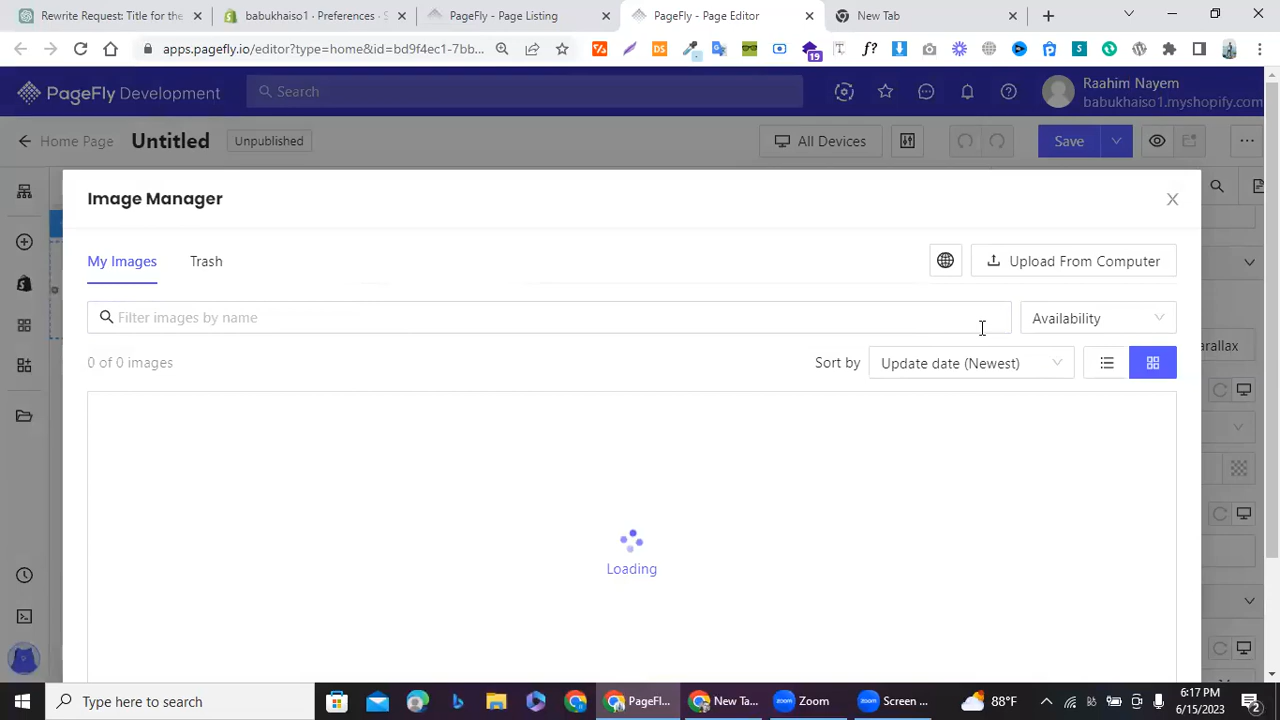 Rewrite Request: Title for the
babukhaiso1 · Preferences ·
PageFly - Page Listing
PageFly - Page Editor
New Tab
apps.pagefly.io/editor?type=home&id=bd9f4ec1-7bb...
19
PageFly Development
Search
Raahim Nayem
babukhaiso1.myshopify.com
Home Page
Untitled
Unpublished
All Devices
Save
Image Manager
My Images
Trash
Upload From Computer
Filter images by name
Availability
arallax
0 of 0 images
Sort by
Update date (Newest)
Loading
Type here to search
PageFly...
New Ta...
Zoom
Screen ...
88°F
6:17 PM
6/15/2023
2